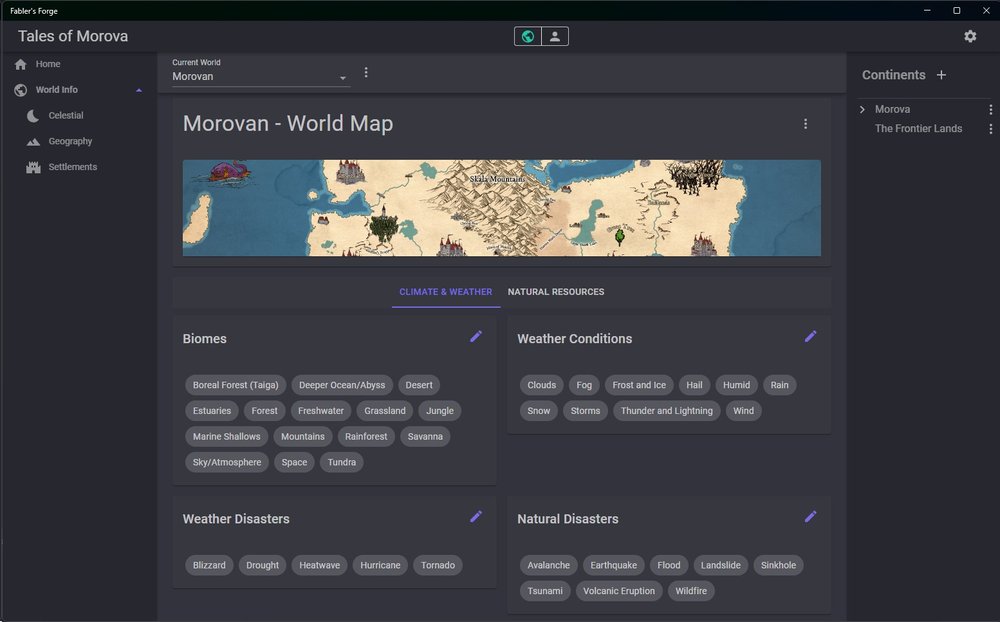 Fabler's Forge
Tales of Morova
Home
World Info
Celestial
Geography
Settlements
Current World
Morovan
Morovan - World Map
Skala Mountains
CLIMATE & WEATHER
NATURAL RESOURCES
Biomes
Boreal Forest (Taiga)
Deeper Ocean/Abyss
Desert
Estuaries
Forest
Freshwater
Grassland
Jungle
Marine Shallows
Mountains
Rainforest
Savanna
Sky/Atmosphere
Space
Tundra
Weather Conditions
Clouds
Fog
Frost and Ice
Hail
Humid
Rain
Snow
Storms
Thunder and Lightning
Wind
Weather Disasters
Blizzard
Drought
Heatwave
Hurricane
Tornado
Natural Disasters
Avalanche
Earthquake
Flood
Landslide
Sinkhole
Tsunami
Volcanic Eruption
Wildfire
Continents
Morova
The Frontier Lands